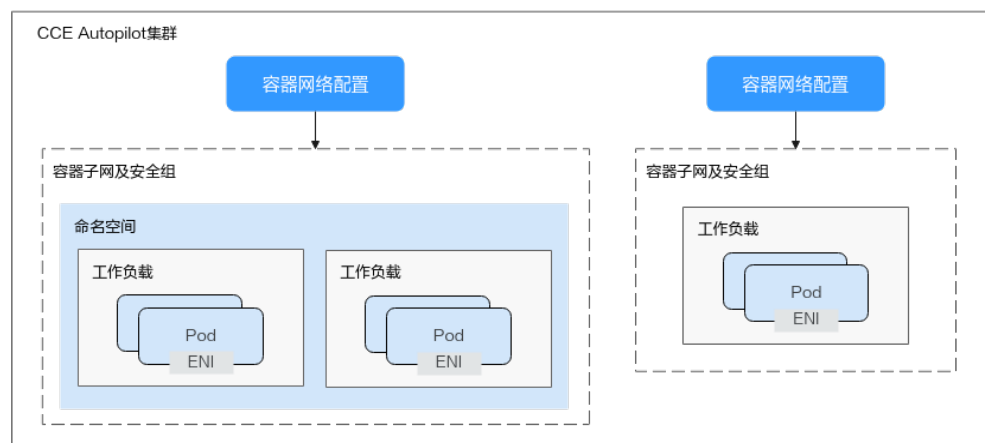 CCE Autopilot集群
容器网络配置
容器网络配置
容器子网及安全组
容器子网及安全组
命名空间
工作负载
工作负载
工作负载
Pod
ENI
Pod
ENI
Pod
ENI